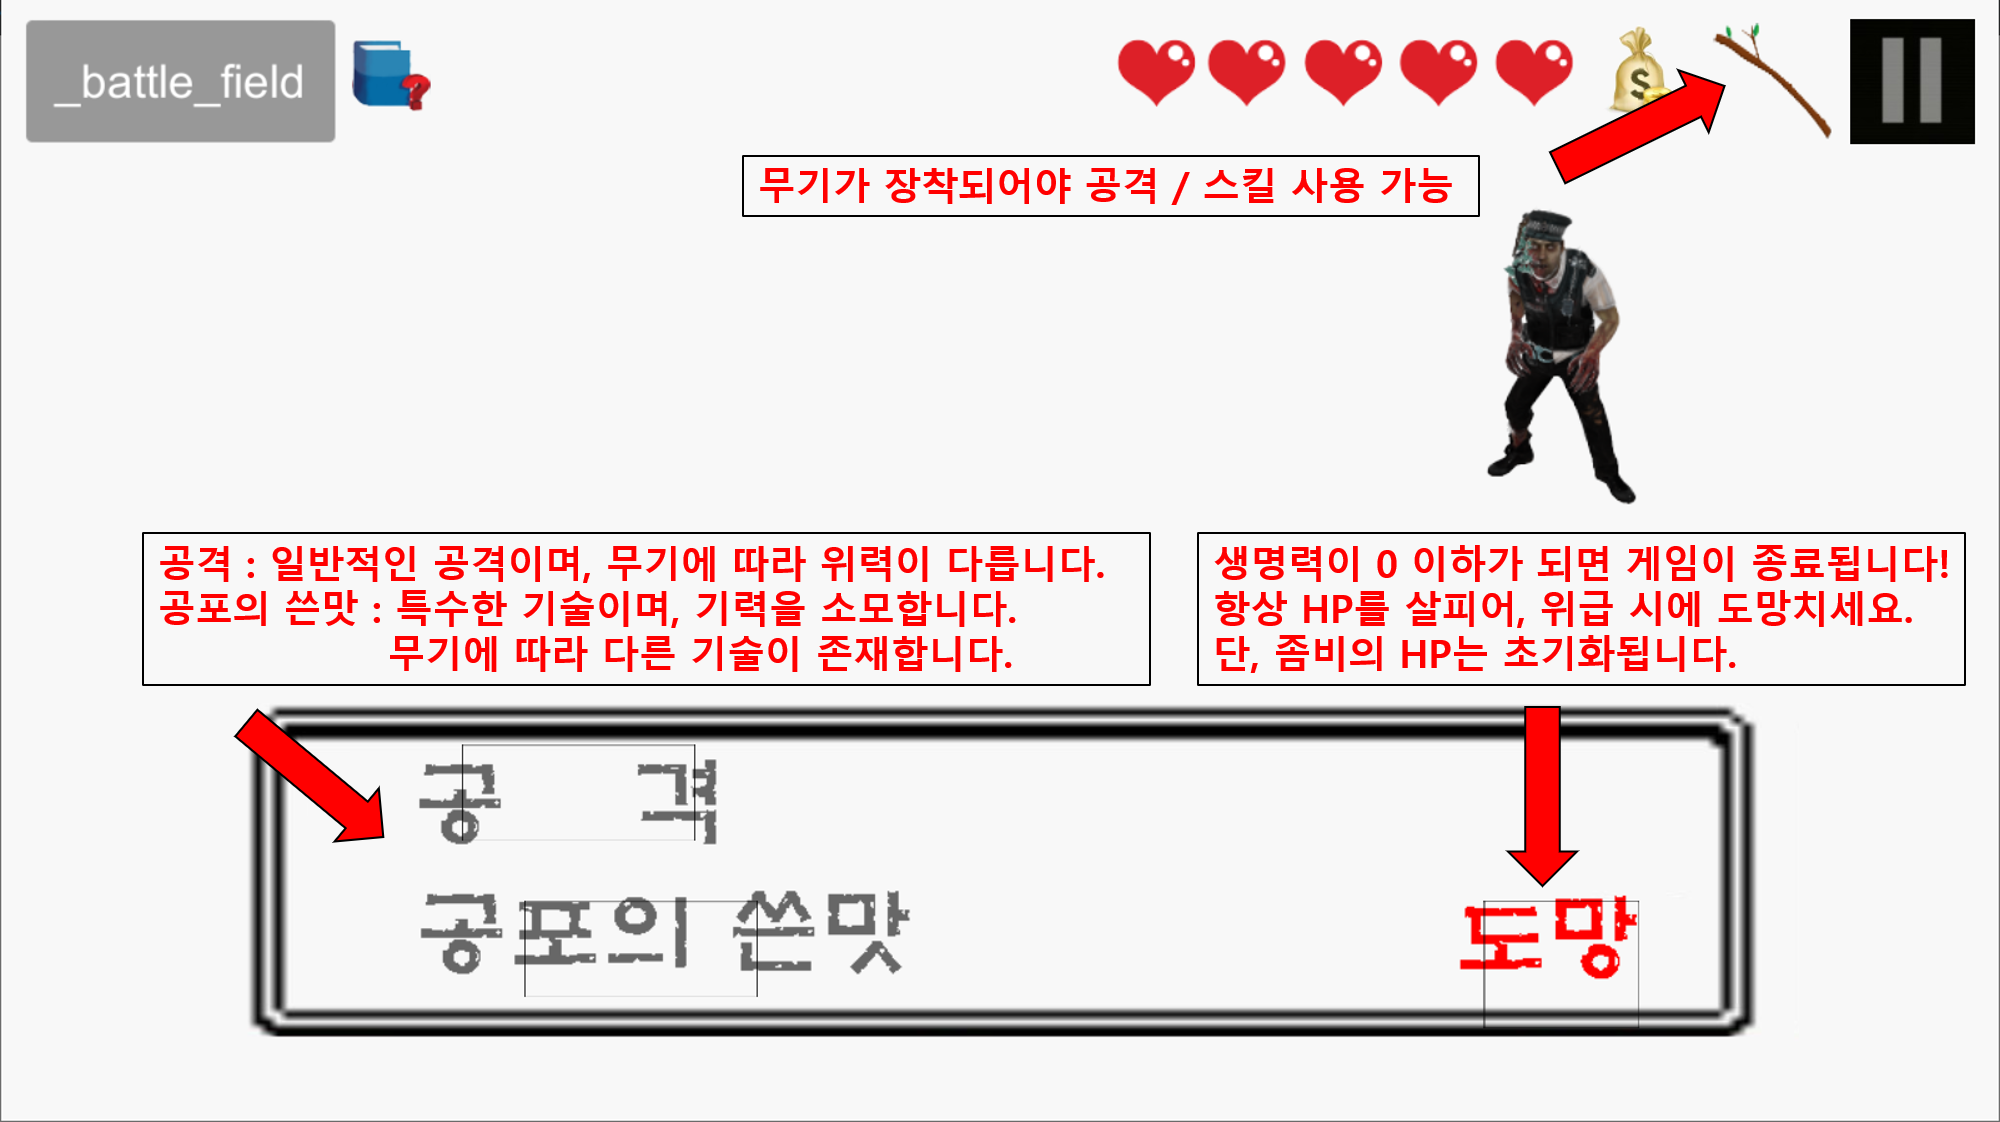 _battle_field
$
무기가 장착되어야 공격 / 스킬 사용 가능
공격 : 일반적인 공격이며, 무기에 따라 위력이 다릅니다.
공포의 쓴맛 : 특수한 기술이며, 기력을 소모합니다.
무기에 따라 다른 기술이 존재합니다.
생명력이 0 이하가 되면 게임이 종료됩니다!
항상 HP를 살피어, 위급 시에 도망치세요.
단, 좀비의 HP는 초기화됩니다.
공 격
공포의 쓴맛
도망